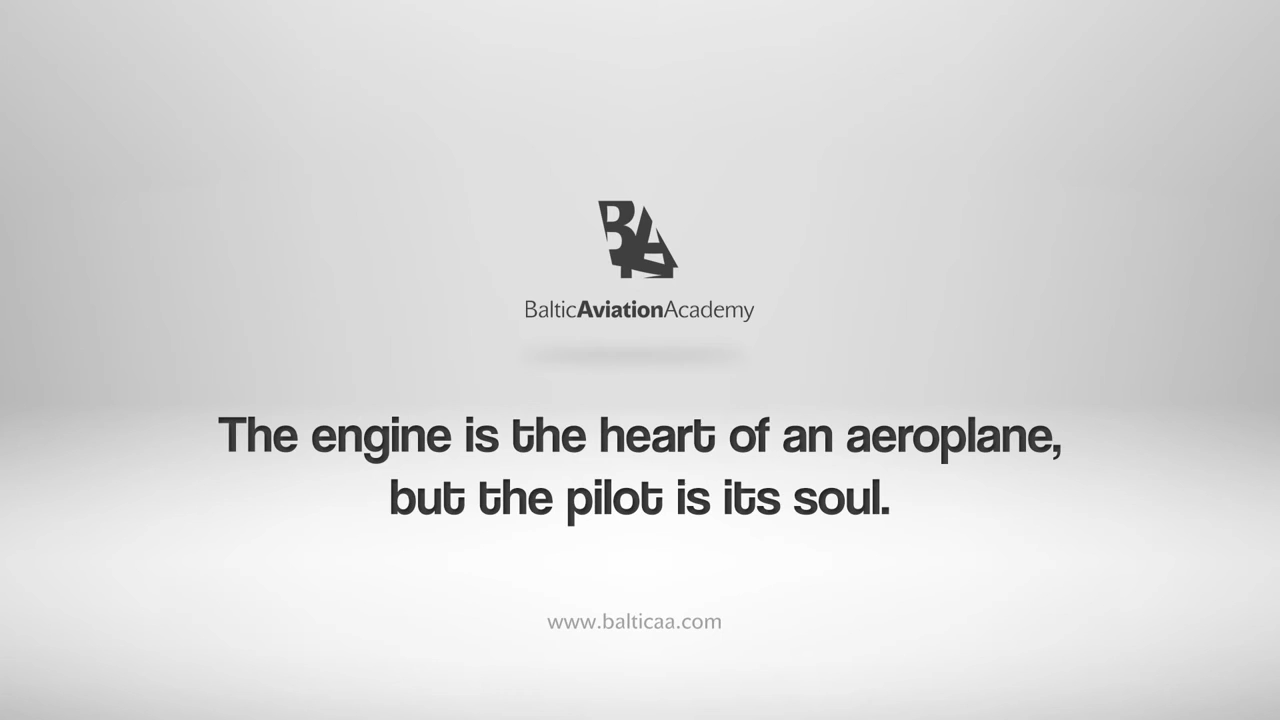 BA
BalticAviationAcademy
The engine is the heart of an aeroplane,
but the pilot is its soul.
www.balticaa.com